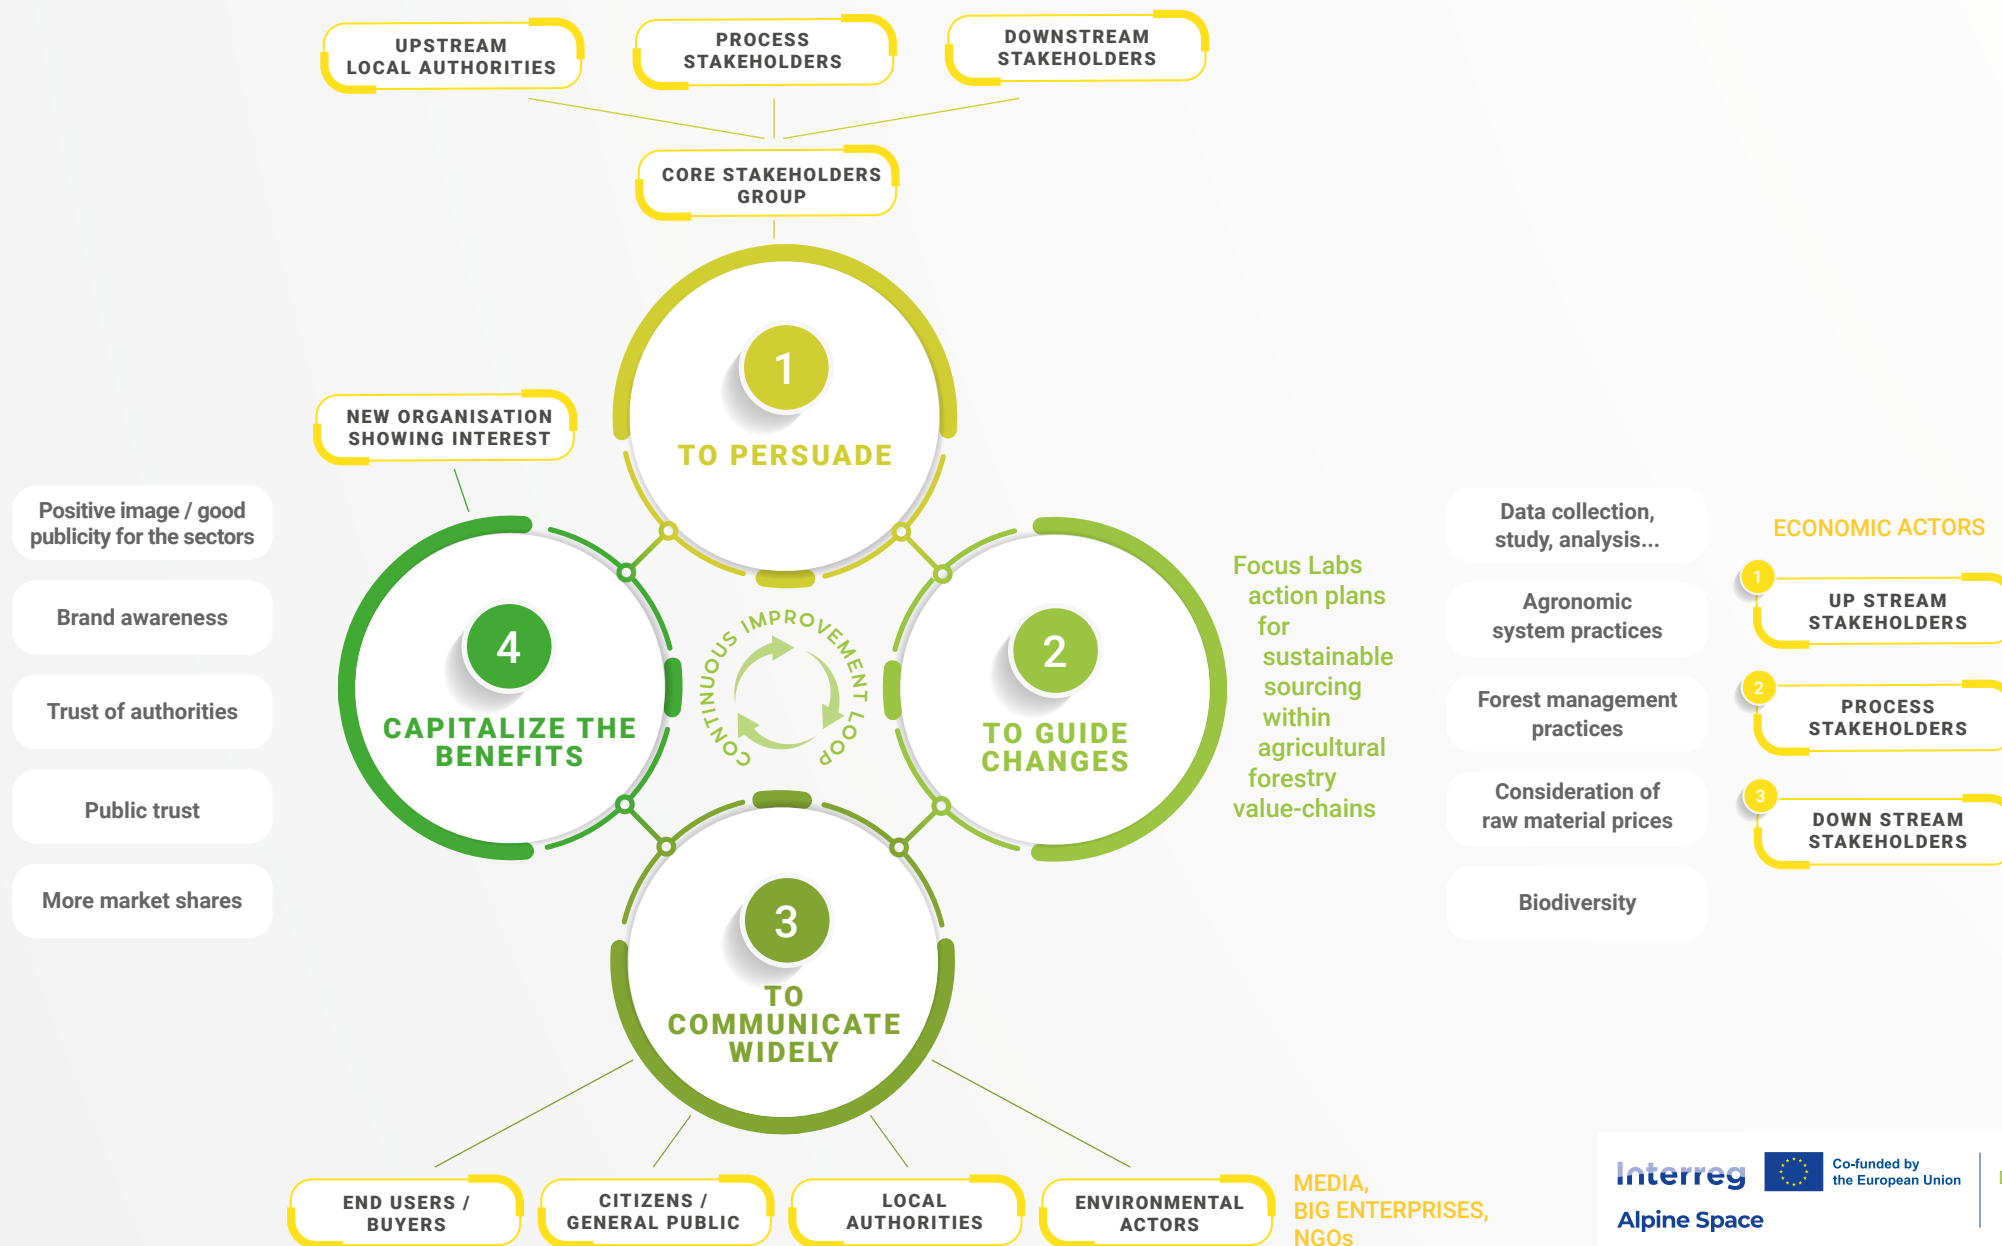 UPSTREAM
LOCAL AUTHORITIES
PROCESS
STAKEHOLDERS
DOWNSTREAM
STAKEHOLDERS
CORE STAKEHOLDERS
GROUP
1
TO PERSUADE
NEW ORGANISATION
SHOWING INTEREST
Positive image / good
publicity for the sectors
Brand awareness
Trust of authorities
Public trust
More market shares
4
CAPITALIZE THE
BENEFITS
CONTINUOUS IMPROVEMENT LOOP
2
TO GUIDE
CHANGES
Focus Labs
action plans
for
sustainable
sourcing
within
agricultural
forestry
value-chains
Data collection,
study, analysis...
Agronomic
system practices
Forest management
practices
Consideration of
raw material prices
Biodiversity
ECONOMIC ACTORS
1
UP STREAM
STAKEHOLDERS
2
PROCESS
STAKEHOLDERS
3
DOWN STREAM
STAKEHOLDERS
3
TO
COMMUNICATE
WIDELY
END USERS /
BUYERS
CITIZENS /
GENERAL PUBLIC
LOCAL
AUTHORITIES
ENVIRONMENTAL
ACTORS
MEDIA,
BIG ENTERPRISES,
NGOs
Interreg
Co-funded by
the European Union
Alpine Space